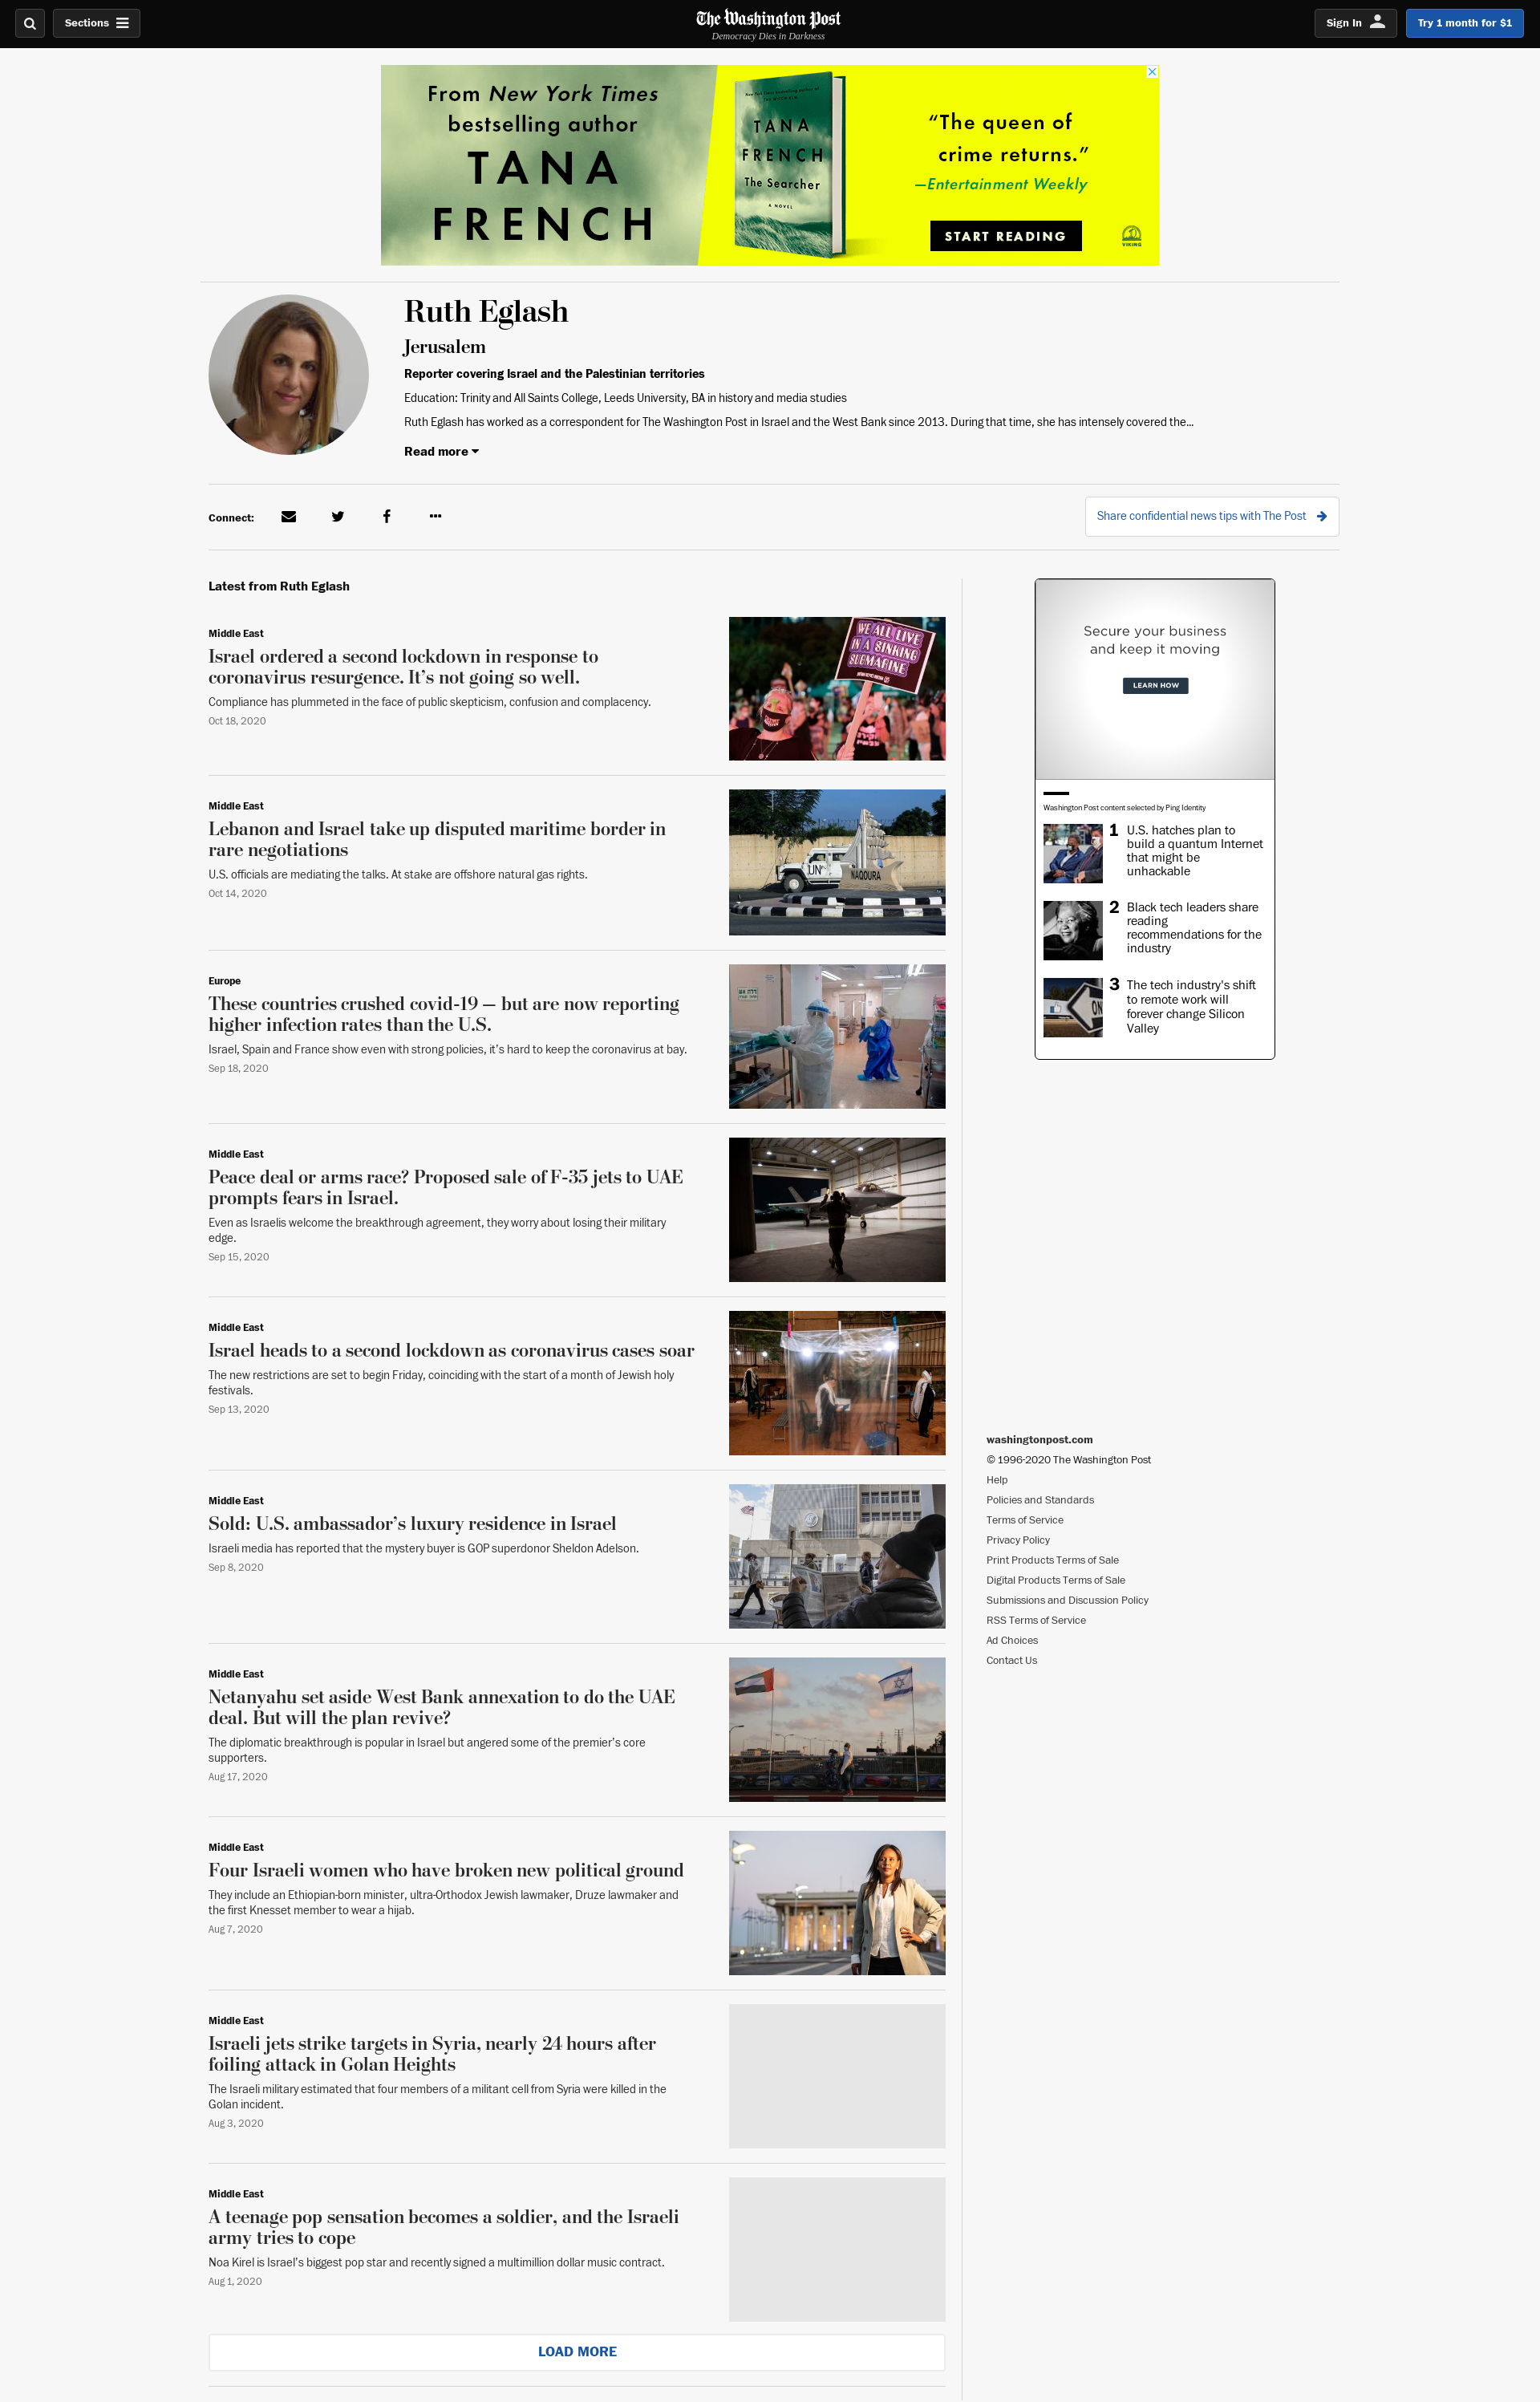 Sections
The Washington Post
Democracy Dies in Darkness
Sign In
Try 1 month for $1
From New York Times
bestselling author
TANA
FRENCH
TANA
FRENCH
The Searcher
A NOVEL
“The queen of
crime returns.”
—Entertainment Weekly
START READING
VIKING
Ruth Eglash
Jerusalem
Reporter covering Israel and the Palestinian territories
Education: Trinity and All Saints College, Leeds University, BA in history and media studies
Ruth Eglash has worked as a correspondent for The Washington Post in Israel and the West Bank since 2013. During that time, she has intensely covered the...
Read more
Connect:
Share confidential news tips with The Post
Latest from Ruth Eglash
Middle East
Israel ordered a second lockdown in response to
coronavirus resurgence. It’s not going so well.
Compliance has plummeted in the face of public skepticism, confusion and complacency.
Oct 18, 2020
WE ALL LIVE
IN A SINKING
SUBMARINE
Middle East
Lebanon and Israel take up disputed maritime border in
rare negotiations
U.S. officials are mediating the talks. At stake are offshore natural gas rights.
Oct 14, 2020
UN
NAQOURA
Europe
These countries crushed covid-19 — but are now reporting
higher infection rates than the U.S.
Israel, Spain and France show even with strong policies, it’s hard to keep the coronavirus at bay.
Sep 18, 2020
Middle East
Peace deal or arms race? Proposed sale of F-35 jets to UAE
prompts fears in Israel.
Even as Israelis welcome the breakthrough agreement, they worry about losing their military
edge.
Sep 15, 2020
Middle East
Israel heads to a second lockdown as coronavirus cases soar
The new restrictions are set to begin Friday, coinciding with the start of a month of Jewish holy
festivals.
Sep 13, 2020
Middle East
Sold: U.S. ambassador’s luxury residence in Israel
Israeli media has reported that the mystery buyer is GOP superdonor Sheldon Adelson.
Sep 8, 2020
Middle East
Netanyahu set aside West Bank annexation to do the UAE
deal. But will the plan revive?
The diplomatic breakthrough is popular in Israel but angered some of the premier’s core
supporters.
Aug 17, 2020
Middle East
Four Israeli women who have broken new political ground
They include an Ethiopian-born minister, ultra-Orthodox Jewish lawmaker, Druze lawmaker and
the first Knesset member to wear a hijab.
Aug 7, 2020
Middle East
Israeli jets strike targets in Syria, nearly 24 hours after
foiling attack in Golan Heights
The Israeli military estimated that four members of a militant cell from Syria were killed in the
Golan incident.
Aug 3, 2020
Middle East
A teenage pop sensation becomes a soldier, and the Israeli
army tries to cope
Noa Kirel is Israel’s biggest pop star and recently signed a multimillion dollar music contract.
Aug 1, 2020
LOAD MORE
Secure your business
and keep it moving
LEARN HOW
Washington Post content selected by Ping Identity
1 U.S. hatches plan to
build a quantum Internet
that might be
unhackable
2 Black tech leaders share
reading
recommendations for the
industry
3 The tech industry’s shift
to remote work will
forever change Silicon
Valley
washingtonpost.com
© 1996-2020 The Washington Post
Help
Policies and Standards
Terms of Service
Privacy Policy
Print Products Terms of Sale
Digital Products Terms of Sale
Submissions and Discussion Policy
RSS Terms of Service
Ad Choices
Contact Us